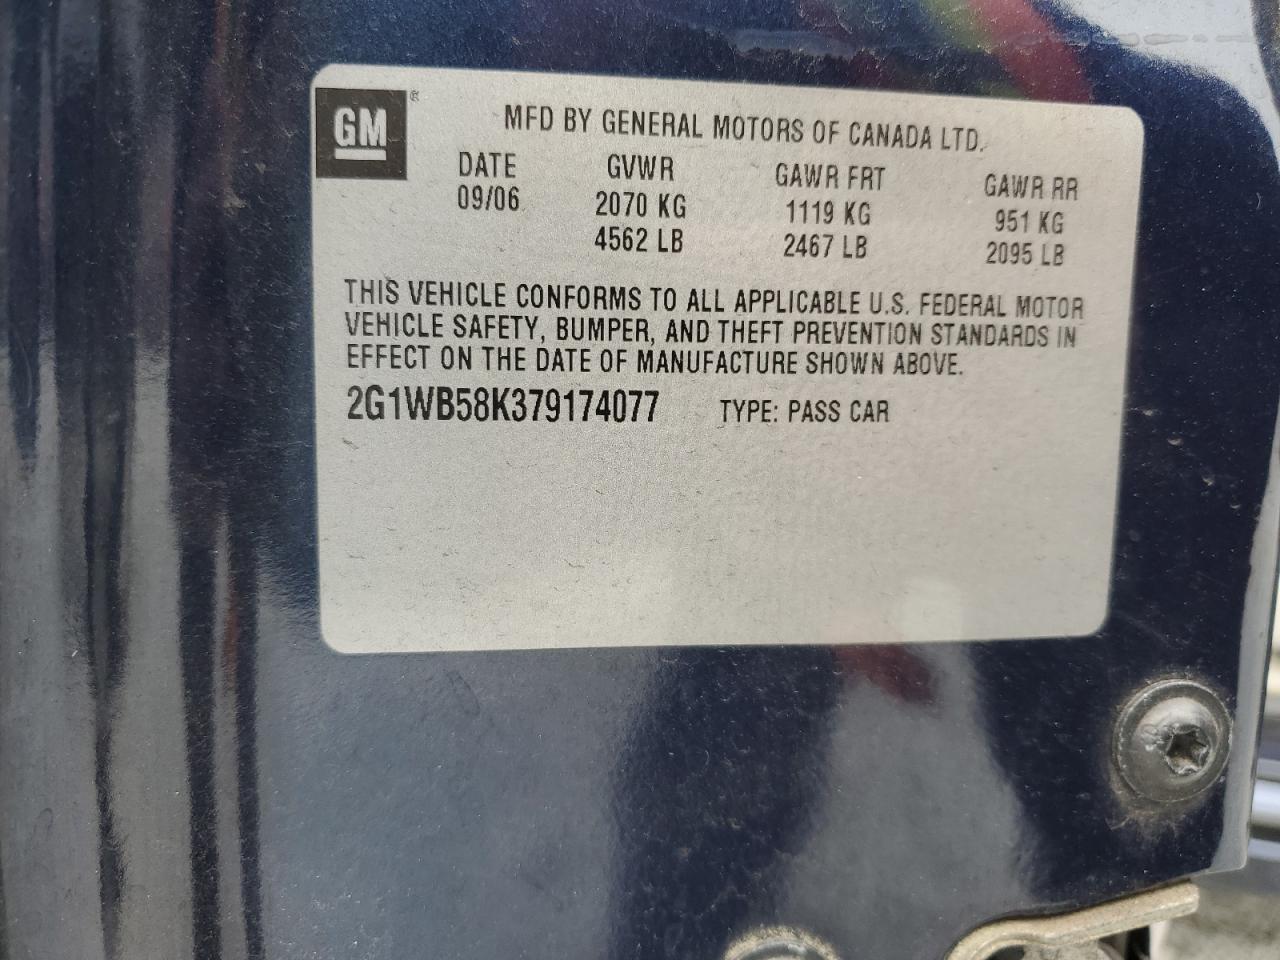 GM®
MFD BY GENERAL MOTORS OF CANADA LTD.
DATE GVWR GAWR FRT GAWR RR
09/06 2070 KG 1119 KG 951 KG
4562 LB 2467 LB 2095 LB
THIS VEHICLE CONFORMS TO ALL APPLICABLE U.S. FEDERAL MOTOR
VEHICLE SAFETY, BUMPER, AND THEFT PREVENTION STANDARDS IN
EFFECT ON THE DATE OF MANUFACTURE SHOWN ABOVE.
2G1WB58K379174077 TYPE: PASS CAR